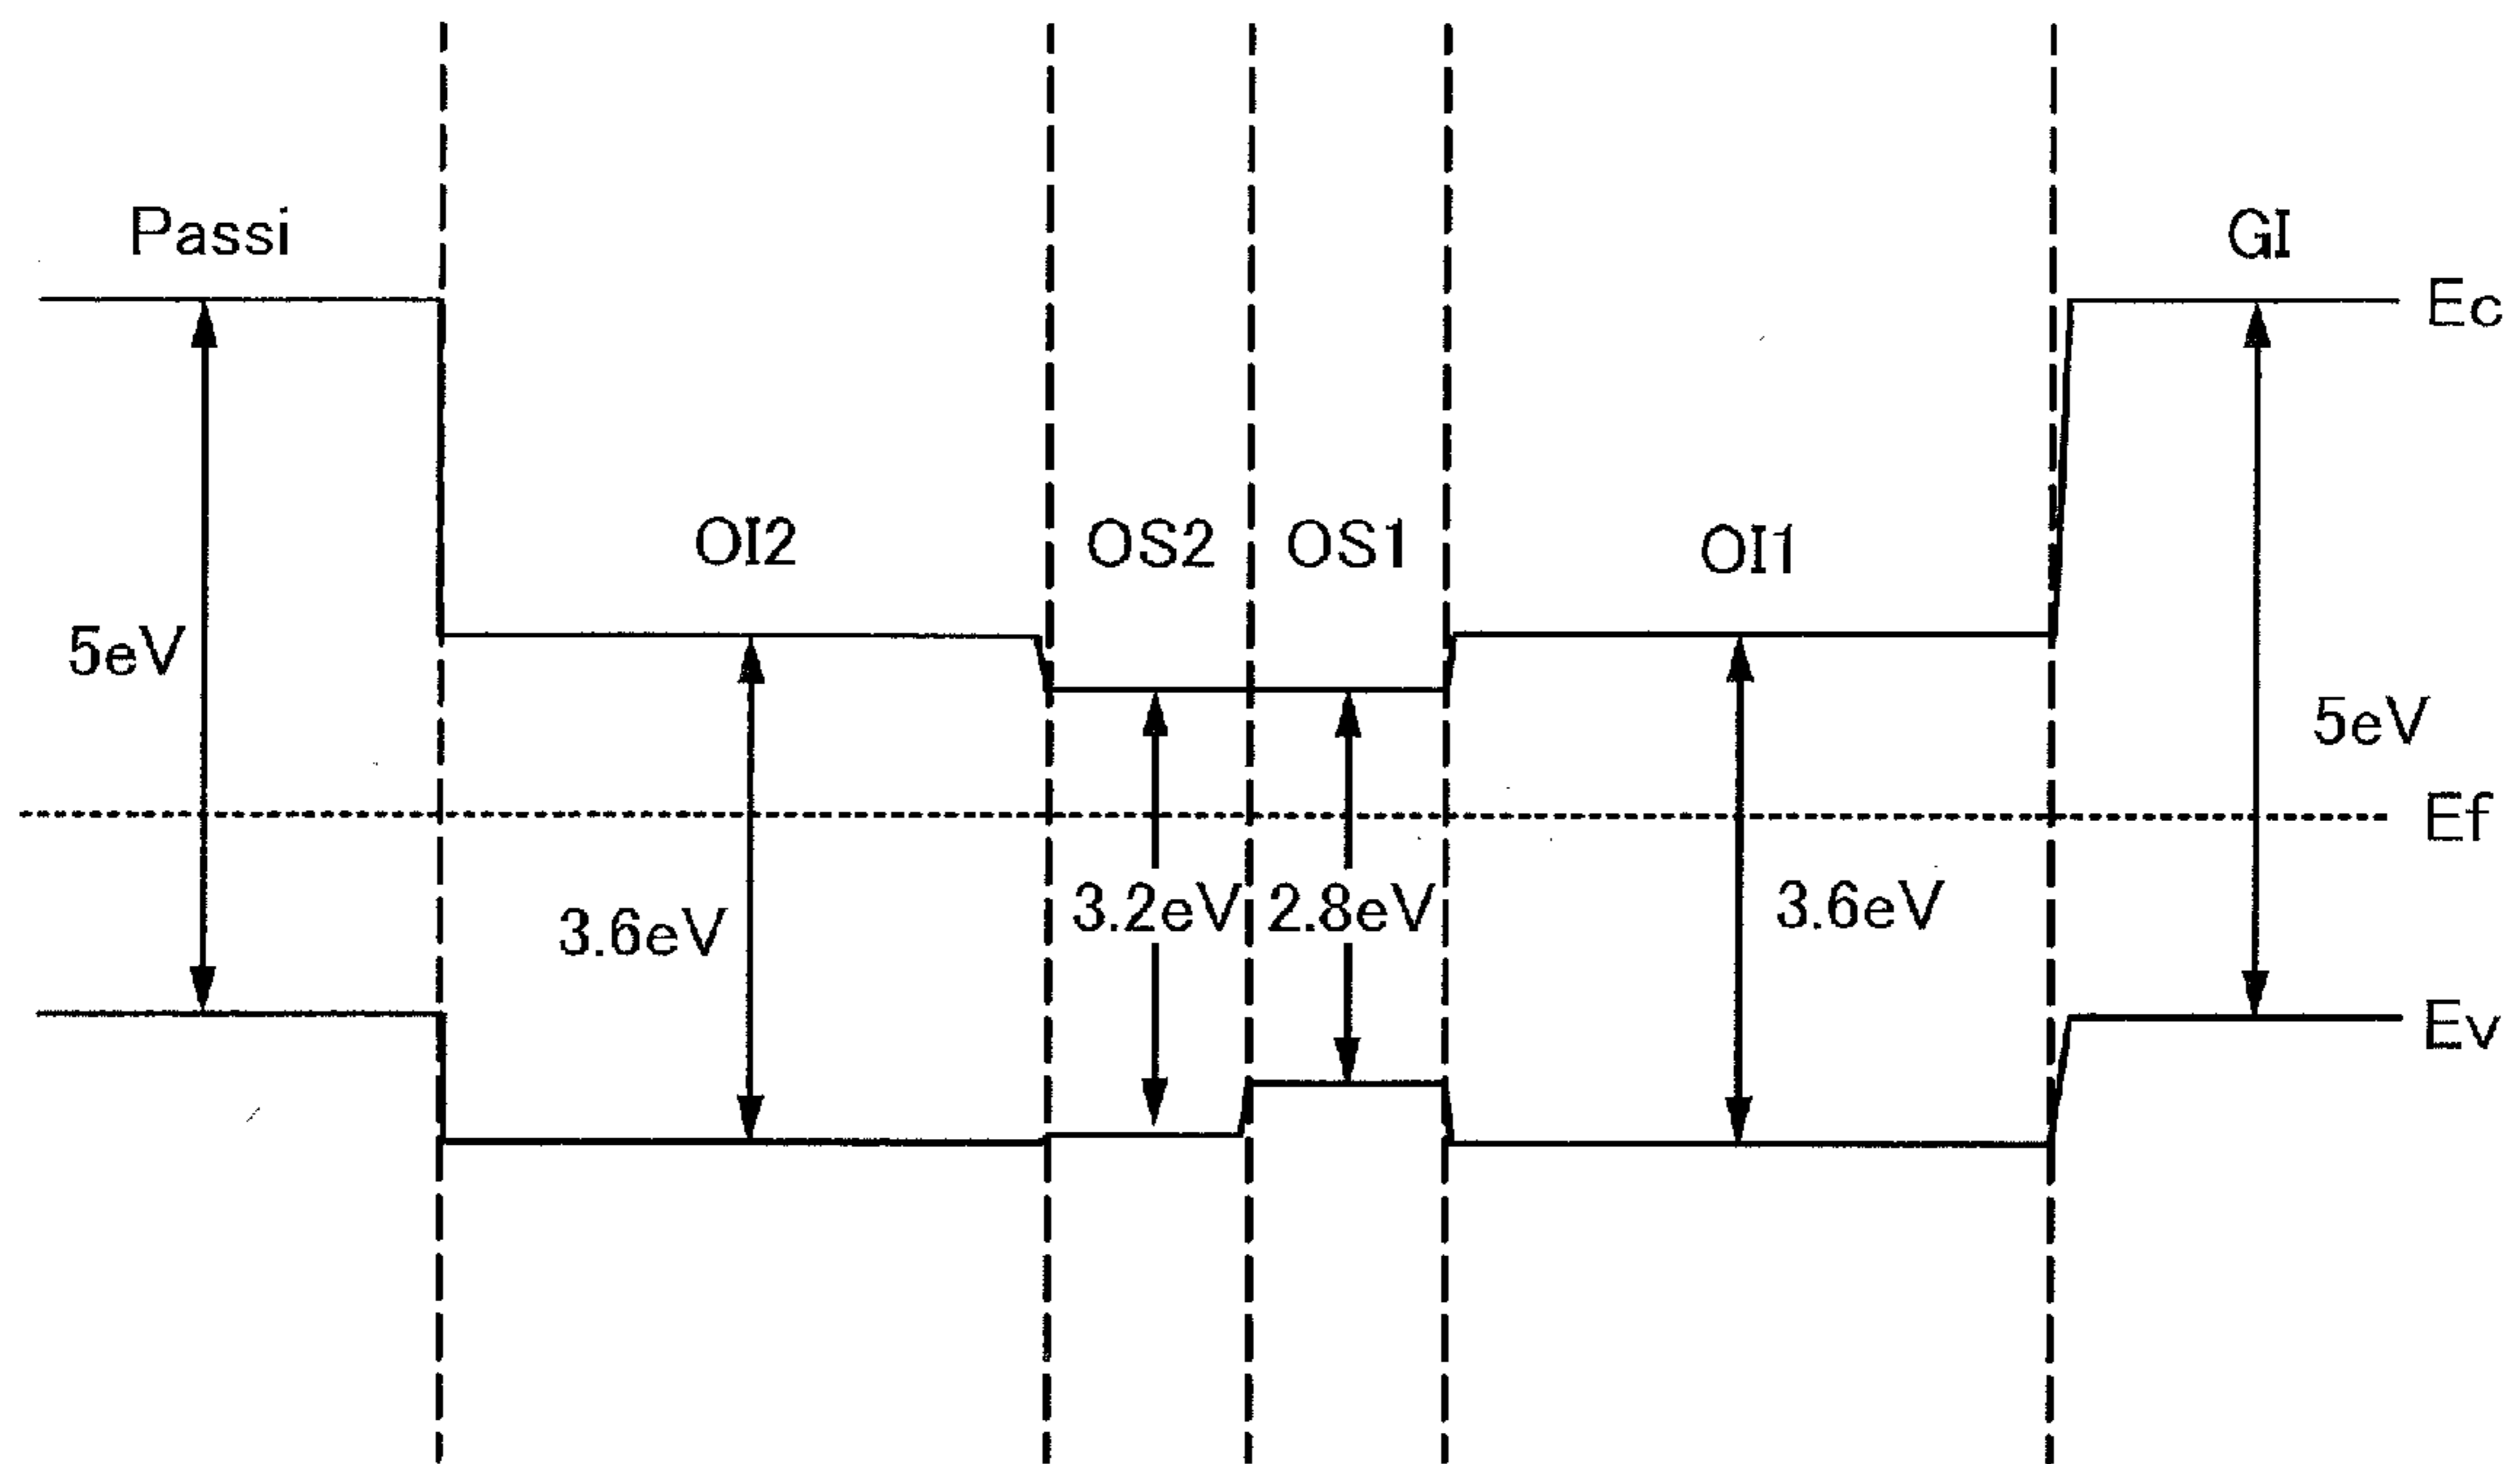 Passi
GI
Ec
OI2
OS2
OS1
OI1
5eV
5eV
Ef
3.6eV
3.2eV
2.8eV
3.6eV
Ev